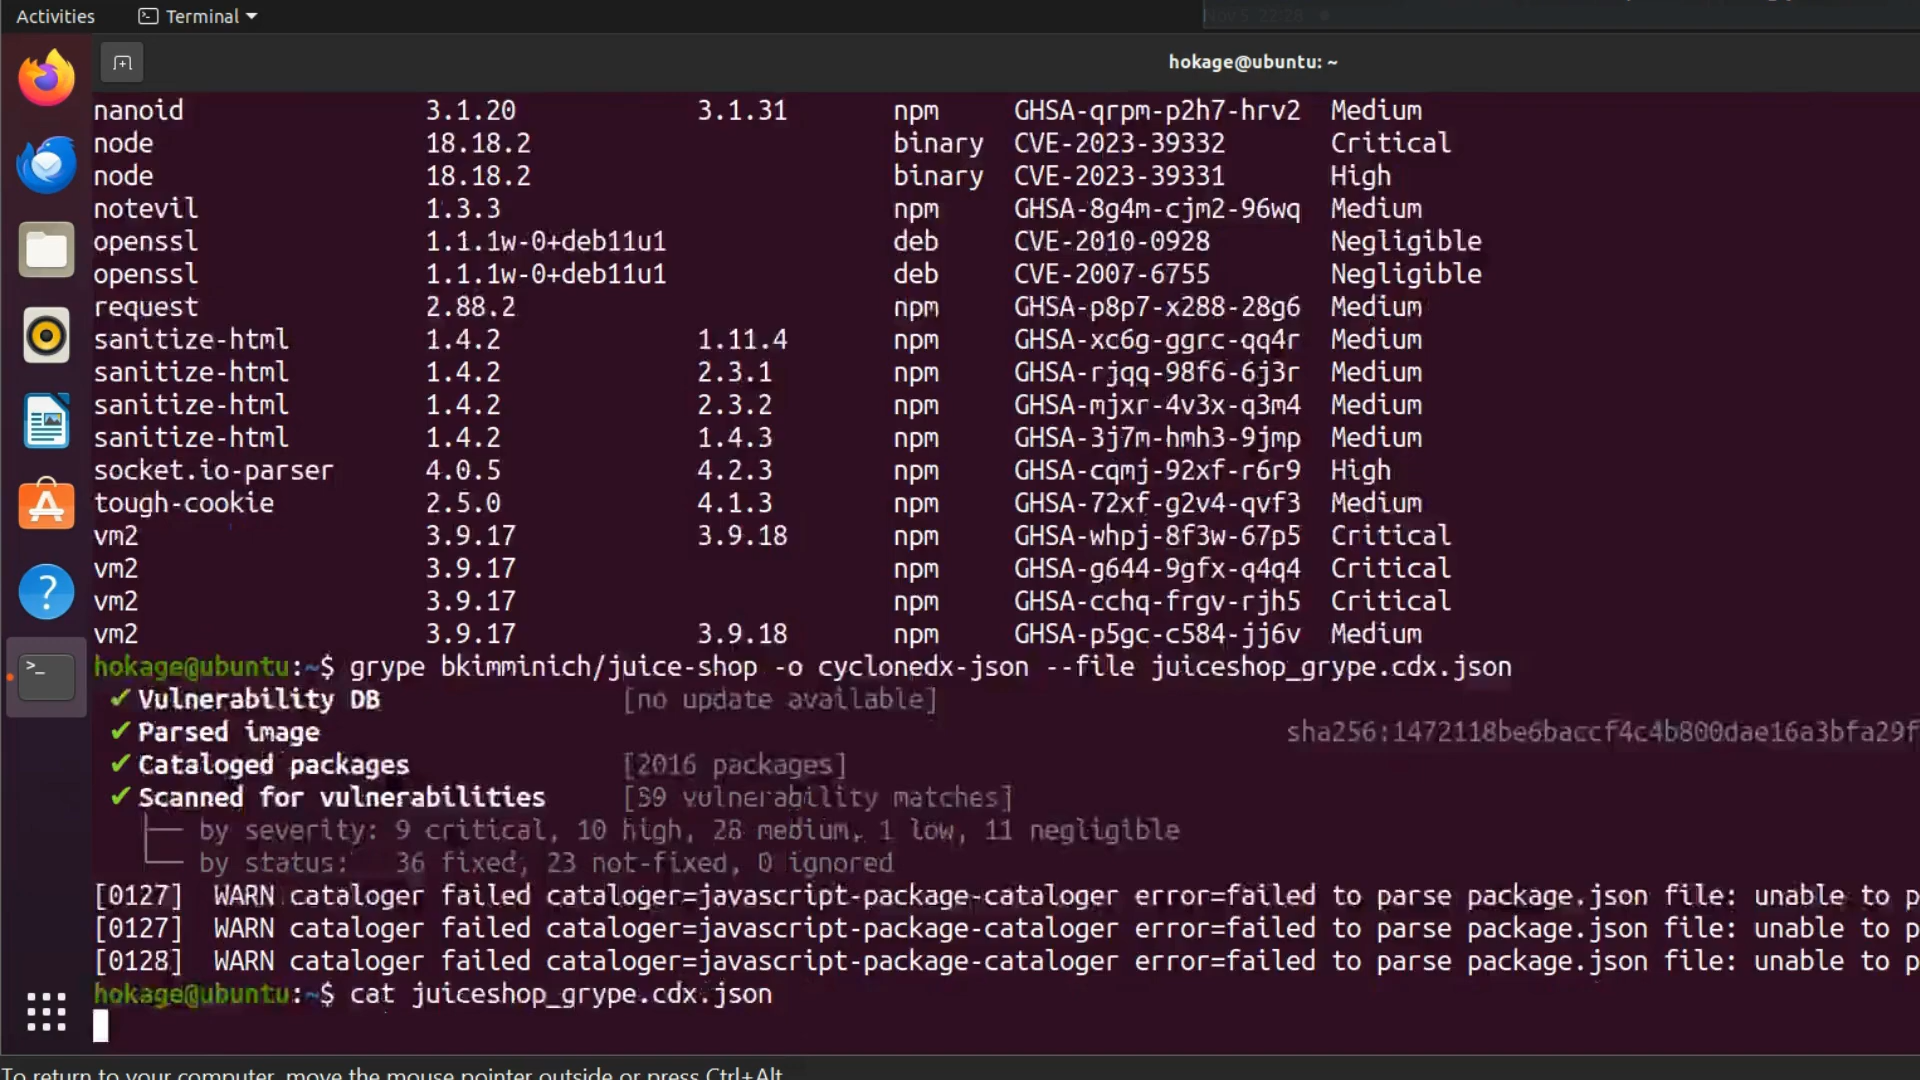 Activities Terminal
Nov 5 22:28
hokage@ubuntu: ~
nanoid 3.1.20 3.1.31 npm GHSA-qrpm-p2h7-hrv2 Medium
node 18.18.2 binary CVE-2023-39332 Critical
node 18.18.2 binary CVE-2023-39331 High
notevil 1.3.3 npm GHSA-8g4m-cjm2-96wq Medium
openssl 1.1.1w-0+deb11u1 deb CVE-2010-0928 Negligible
openssl 1.1.1w-0+deb11u1 deb CVE-2007-6755 Negligible
request 2.88.2 npm GHSA-p8p7-x288-28g6 Medium
sanitize-html 1.4.2 1.11.4 npm GHSA-xc6g-ggrc-qq4r Medium
sanitize-html 1.4.2 2.3.1 npm GHSA-rjqq-98f6-6j3r Medium
sanitize-html 1.4.2 2.3.2 npm GHSA-mjxr-4v3x-q3m4 Medium
sanitize-html 1.4.2 1.4.3 npm GHSA-3j7m-hmh3-9jmp Medium
socket.io-parser 4.0.5 4.2.3 npm GHSA-cqmj-92xf-r6r9 High
tough-cookie 2.5.0 4.1.3 npm GHSA-72xf-g2v4-qvf3 Medium
vm2 3.9.17 3.9.18 npm GHSA-whpj-8f3w-67p5 Critical
vm2 3.9.17 npm GHSA-g644-9gfx-q4q4 Critical
vm2 3.9.17 npm GHSA-cchq-frgv-rjh5 Critical
vm2 3.9.17 3.9.18 npm GHSA-p5gc-c584-jj6v Medium
hokage@ubuntu:~$ grype bkimminich/juice-shop -o cyclonedx-json --file juiceshop_grype.cdx.json
✔ Vulnerability DB [no update available]
✔ Parsed image sha256:1472118be6baccf4c4b800dae16a3bfa29f
✔ Cataloged packages [2016 packages]
✔ Scanned for vulnerabilities [59 vulnerability matches]
├── by severity: 9 critical, 10 high, 28 medium, 1 low, 11 negligible
└── by status: 36 fixed, 23 not-fixed, 0 ignored
[0127] WARN cataloger failed cataloger=javascript-package-cataloger error=failed to parse package.json file: unable to p
[0127] WARN cataloger failed cataloger=javascript-package-cataloger error=failed to parse package.json file: unable to p
[0128] WARN cataloger failed cataloger=javascript-package-cataloger error=failed to parse package.json file: unable to p
hokage@ubuntu:~$ cat juiceshop_grype.cdx.json
To return to your computer, move the mouse pointer outside or press Ctrl+Alt.